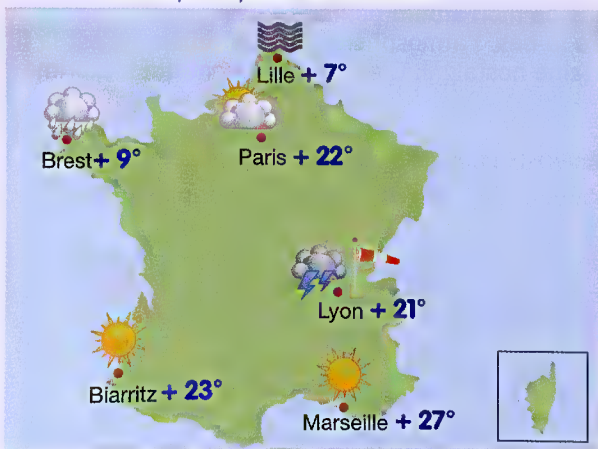 Lille + 7°
Brest + 9°
Paris + 22°
Lyon + 21°
Biarritz + 23°
Marseille + 27°